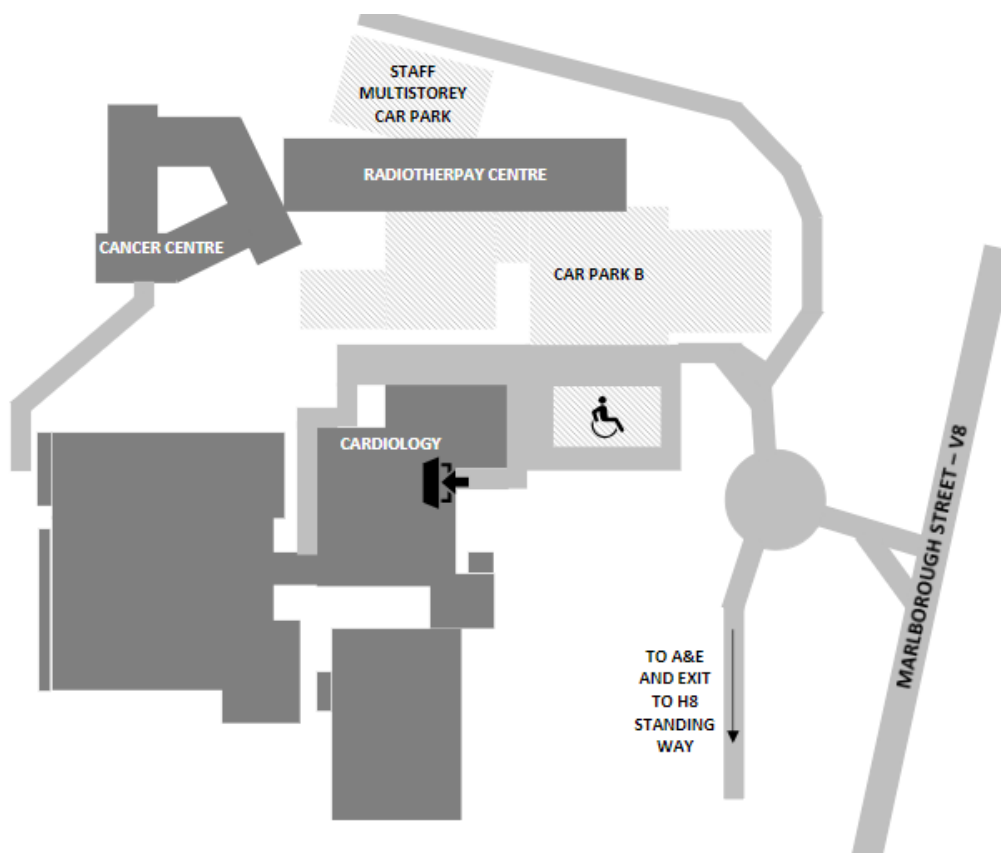 STAFF
MULTISTOREY
CAR PARK
RADIOTHERPAY CENTRE
CANCER CENTRE
CAR PARK B
CARDIOLOGY
MARLBOROUGH STREET – V8
TO A&E
AND EXIT
TO H8
STANDING
WAY